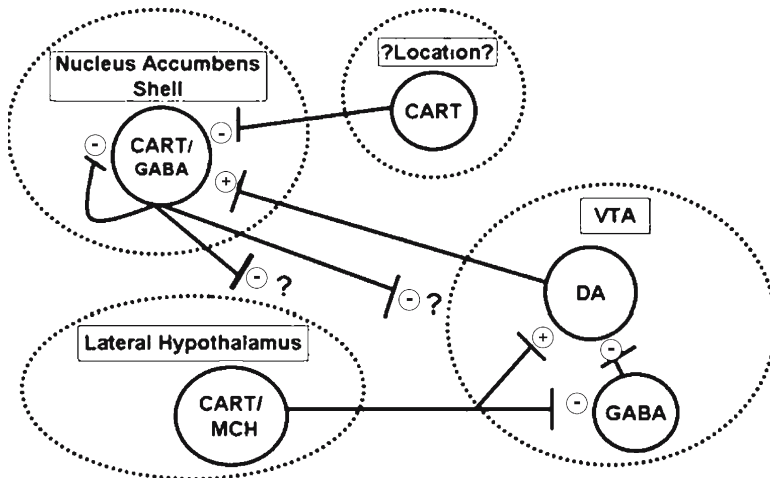 Nucleus Accumbens
Shell
?Location?
CART
CART/
GABA
-
-
+
VTA
DA
- ?
- ?
Lateral Hypothalamus
+
-
CART/
MCH
-
GABA